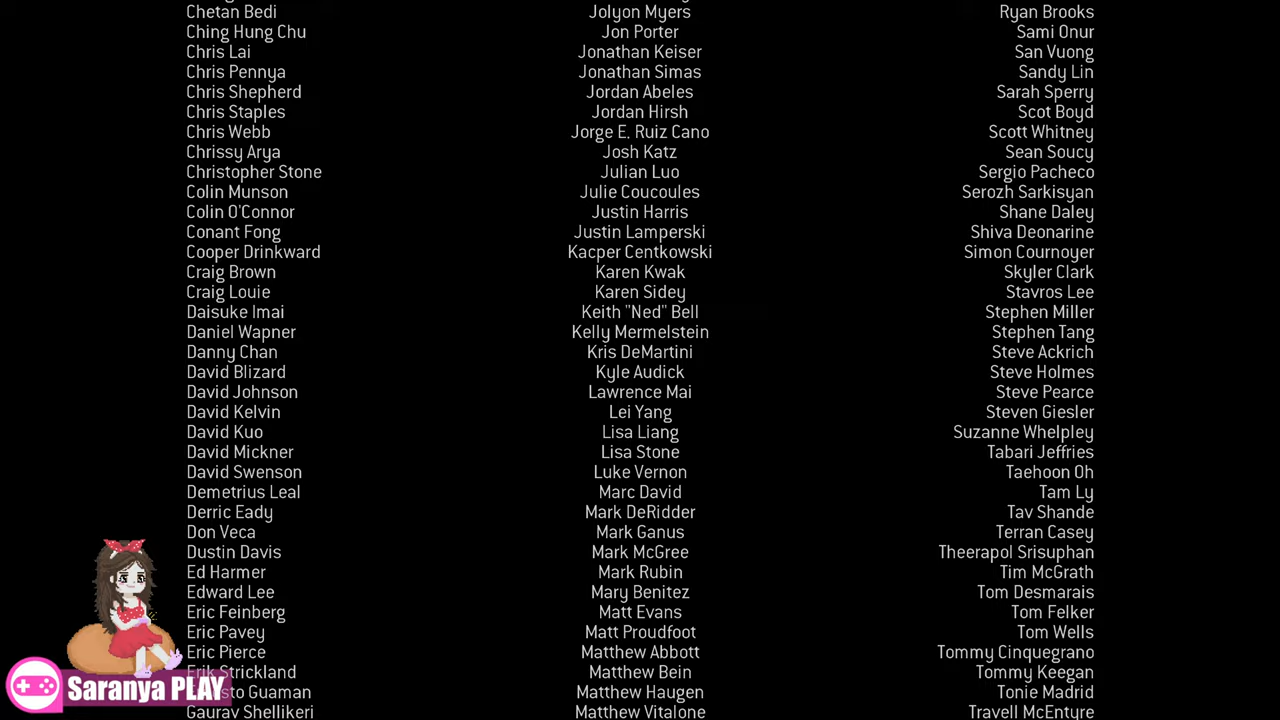 Chetan Bedi
Ching Hung Chu
Chris Lai
Chris Pennya
Chris Shepherd
Chris Staples
Chris Webb
Chrissy Arya
Christopher Stone
Colin Munson
Colin O'Connor
Conant Fong
Cooper Drinkward
Craig Brown
Craig Louie
Daisuke Imai
Daniel Wapner
Danny Chan
David Blizard
David Johnson
David Kelvin
David Kuo
David Mickner
David Swenson
Demetrius Leal
Derric Eady
Don Veca
Dustin Davis
Ed Harmer
Edward Lee
Eric Feinberg
Eric Pavey
Eric Pierce
Erik Strickland
Guaman
Gaurav Shellikeri
Jolyon Myers
Jon Porter
Jonathan Keiser
Jonathan Simas
Jordan Abeles
Jordan Hirsh
Jorge E. Ruiz Cano
Josh Katz
Julian Luo
Julie Coucoules
Justin Harris
Justin Lamperski
Kacper Centkowski
Karen Kwak
Karen Sidey
Keith "Ned" Bell
Kelly Mermelstein
Kris DeMartini
Kyle Audick
Lawrence Mai
Lei Yang
Lisa Liang
Lisa Stone
Luke Vernon
Marc David
Mark DeRidder
Mark Ganus
Mark McGree
Mark Rubin
Mary Benitez
Matt Evans
Matt Proudfoot
Matthew Abbott
Matthew Bein
Matthew Haugen
Matthew Vitalone
Ryan Brooks
Sami Onur
San Vuong
Sandy Lin
Sarah Sperry
Scot Boyd
Scott Whitney
Sean Soucy
Sergio Pacheco
Serozh Sarkisyan
Shane Daley
Shiva Deonarine
Simon Cournoyer
Skyler Clark
Stavros Lee
Stephen Miller
Stephen Tang
Steve Ackrich
Steve Holmes
Steve Pearce
Steven Giesler
Suzanne Whelpley
Tabari Jeffries
Taehoon Oh
Tam Ly
Tav Shande
Terran Casey
Theerapol Srisuphan
Tim McGrath
Tom Desmarais
Tom Felker
Tom Wells
Tommy Cinquegrano
Tommy Keegan
Tonie Madrid
Travell McEntyre
Saranya PLAY